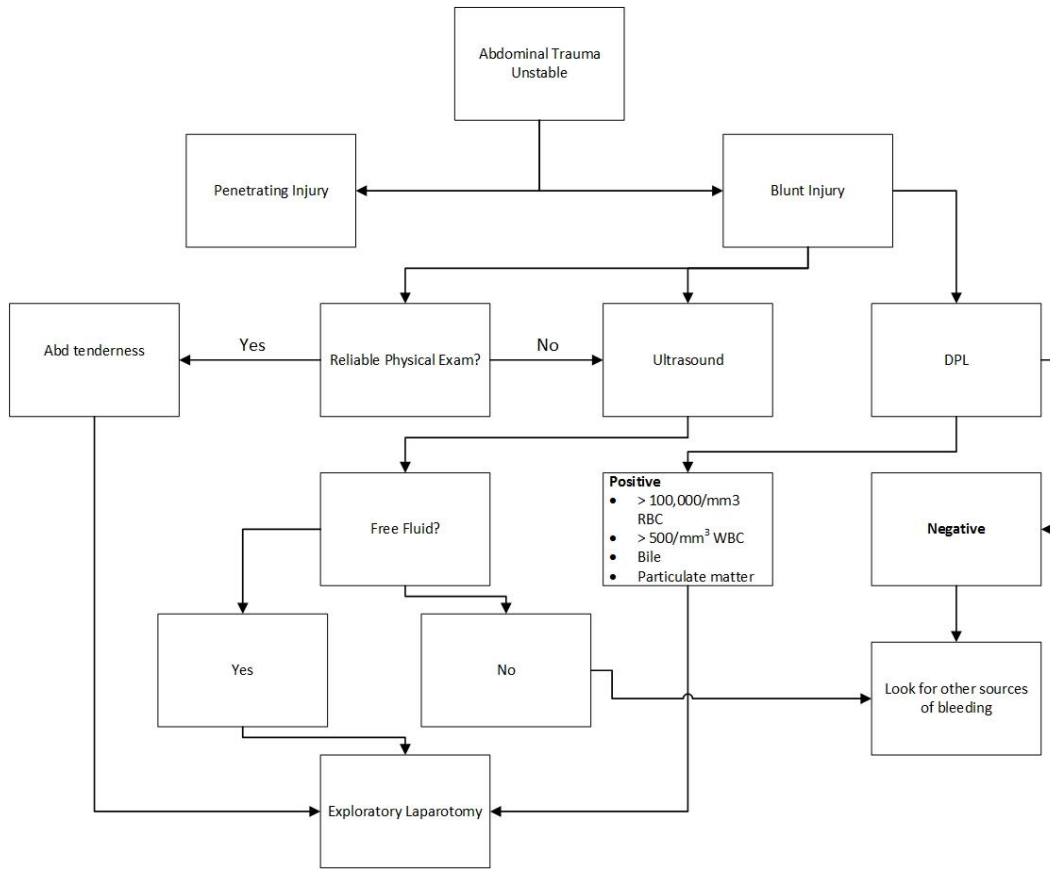 Abdominal Trauma
Unstable
Penetrating Injury
Blunt Injury
Abd tenderness
Yes
Reliable Physical Exam?
No
Ultrasound
DPL
Free Fluid?
Positive
• > 100,000/mm3
RBC
• > 500/mm³ WBC
• Bile
• Particulate matter
Negative
Yes
No
Look for other sources
of bleeding
Exploratory Laparotomy